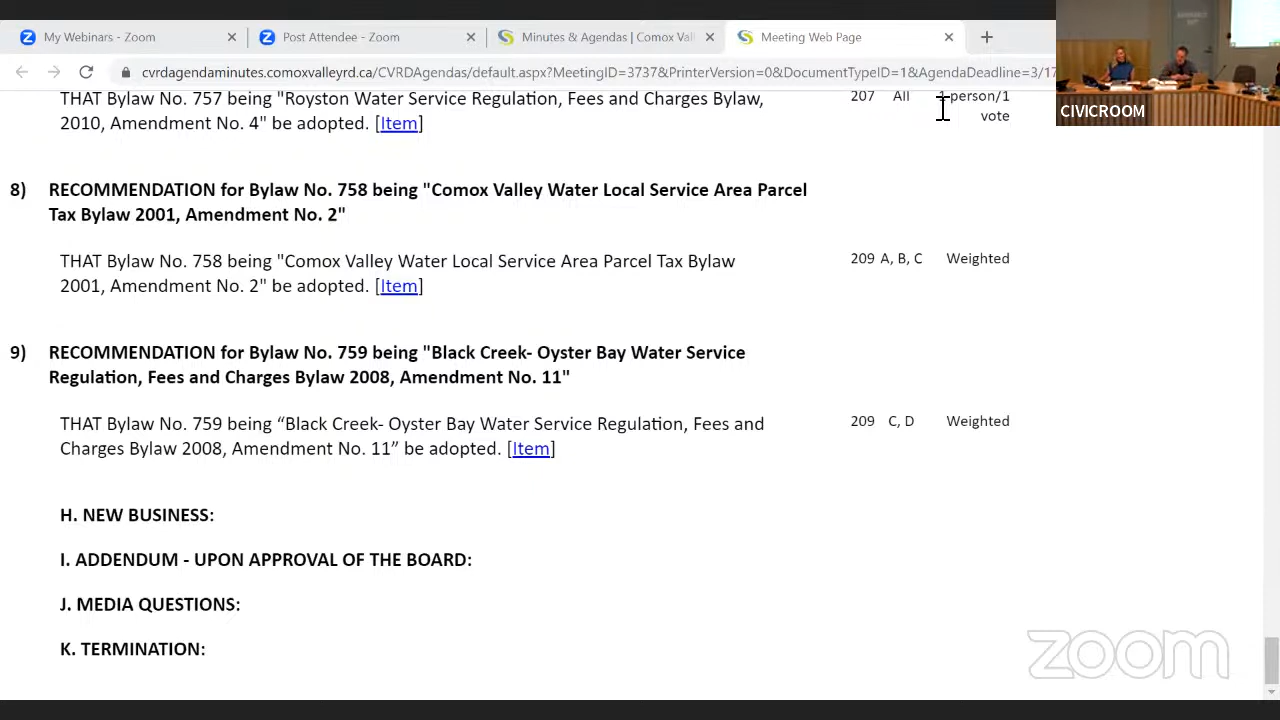 My Webinars - Zoom
Post Attendee - Zoom
Minutes & Agendas | Comox Val
Meeting Web Page
cvrdagendaminutes.comoxvalleyrd.ca/CVRDAgendas/default.aspx?MeetingID=3737&PrinterVersion=0&DocumentTypeID=1&AgendaDeadline=3/17
CIVICROOM
THAT Bylaw No. 757 being "Royston Water Service Regulation, Fees and Charges Bylaw, 207 All 1 person/1
2010, Amendment No. 4" be adopted. [Item] vote
8) RECOMMENDATION for Bylaw No. 758 being "Comox Valley Water Local Service Area Parcel
Tax Bylaw 2001, Amendment No. 2"
THAT Bylaw No. 758 being "Comox Valley Water Local Service Area Parcel Tax Bylaw 209 A, B, C Weighted
2001, Amendment No. 2" be adopted. [Item]
9) RECOMMENDATION for Bylaw No. 759 being "Black Creek- Oyster Bay Water Service
Regulation, Fees and Charges Bylaw 2008, Amendment No. 11"
THAT Bylaw No. 759 being “Black Creek- Oyster Bay Water Service Regulation, Fees and 209 C, D Weighted
Charges Bylaw 2008, Amendment No. 11” be adopted. [Item]
H. NEW BUSINESS:
I. ADDENDUM - UPON APPROVAL OF THE BOARD:
J. MEDIA QUESTIONS:
K. TERMINATION:
zoom